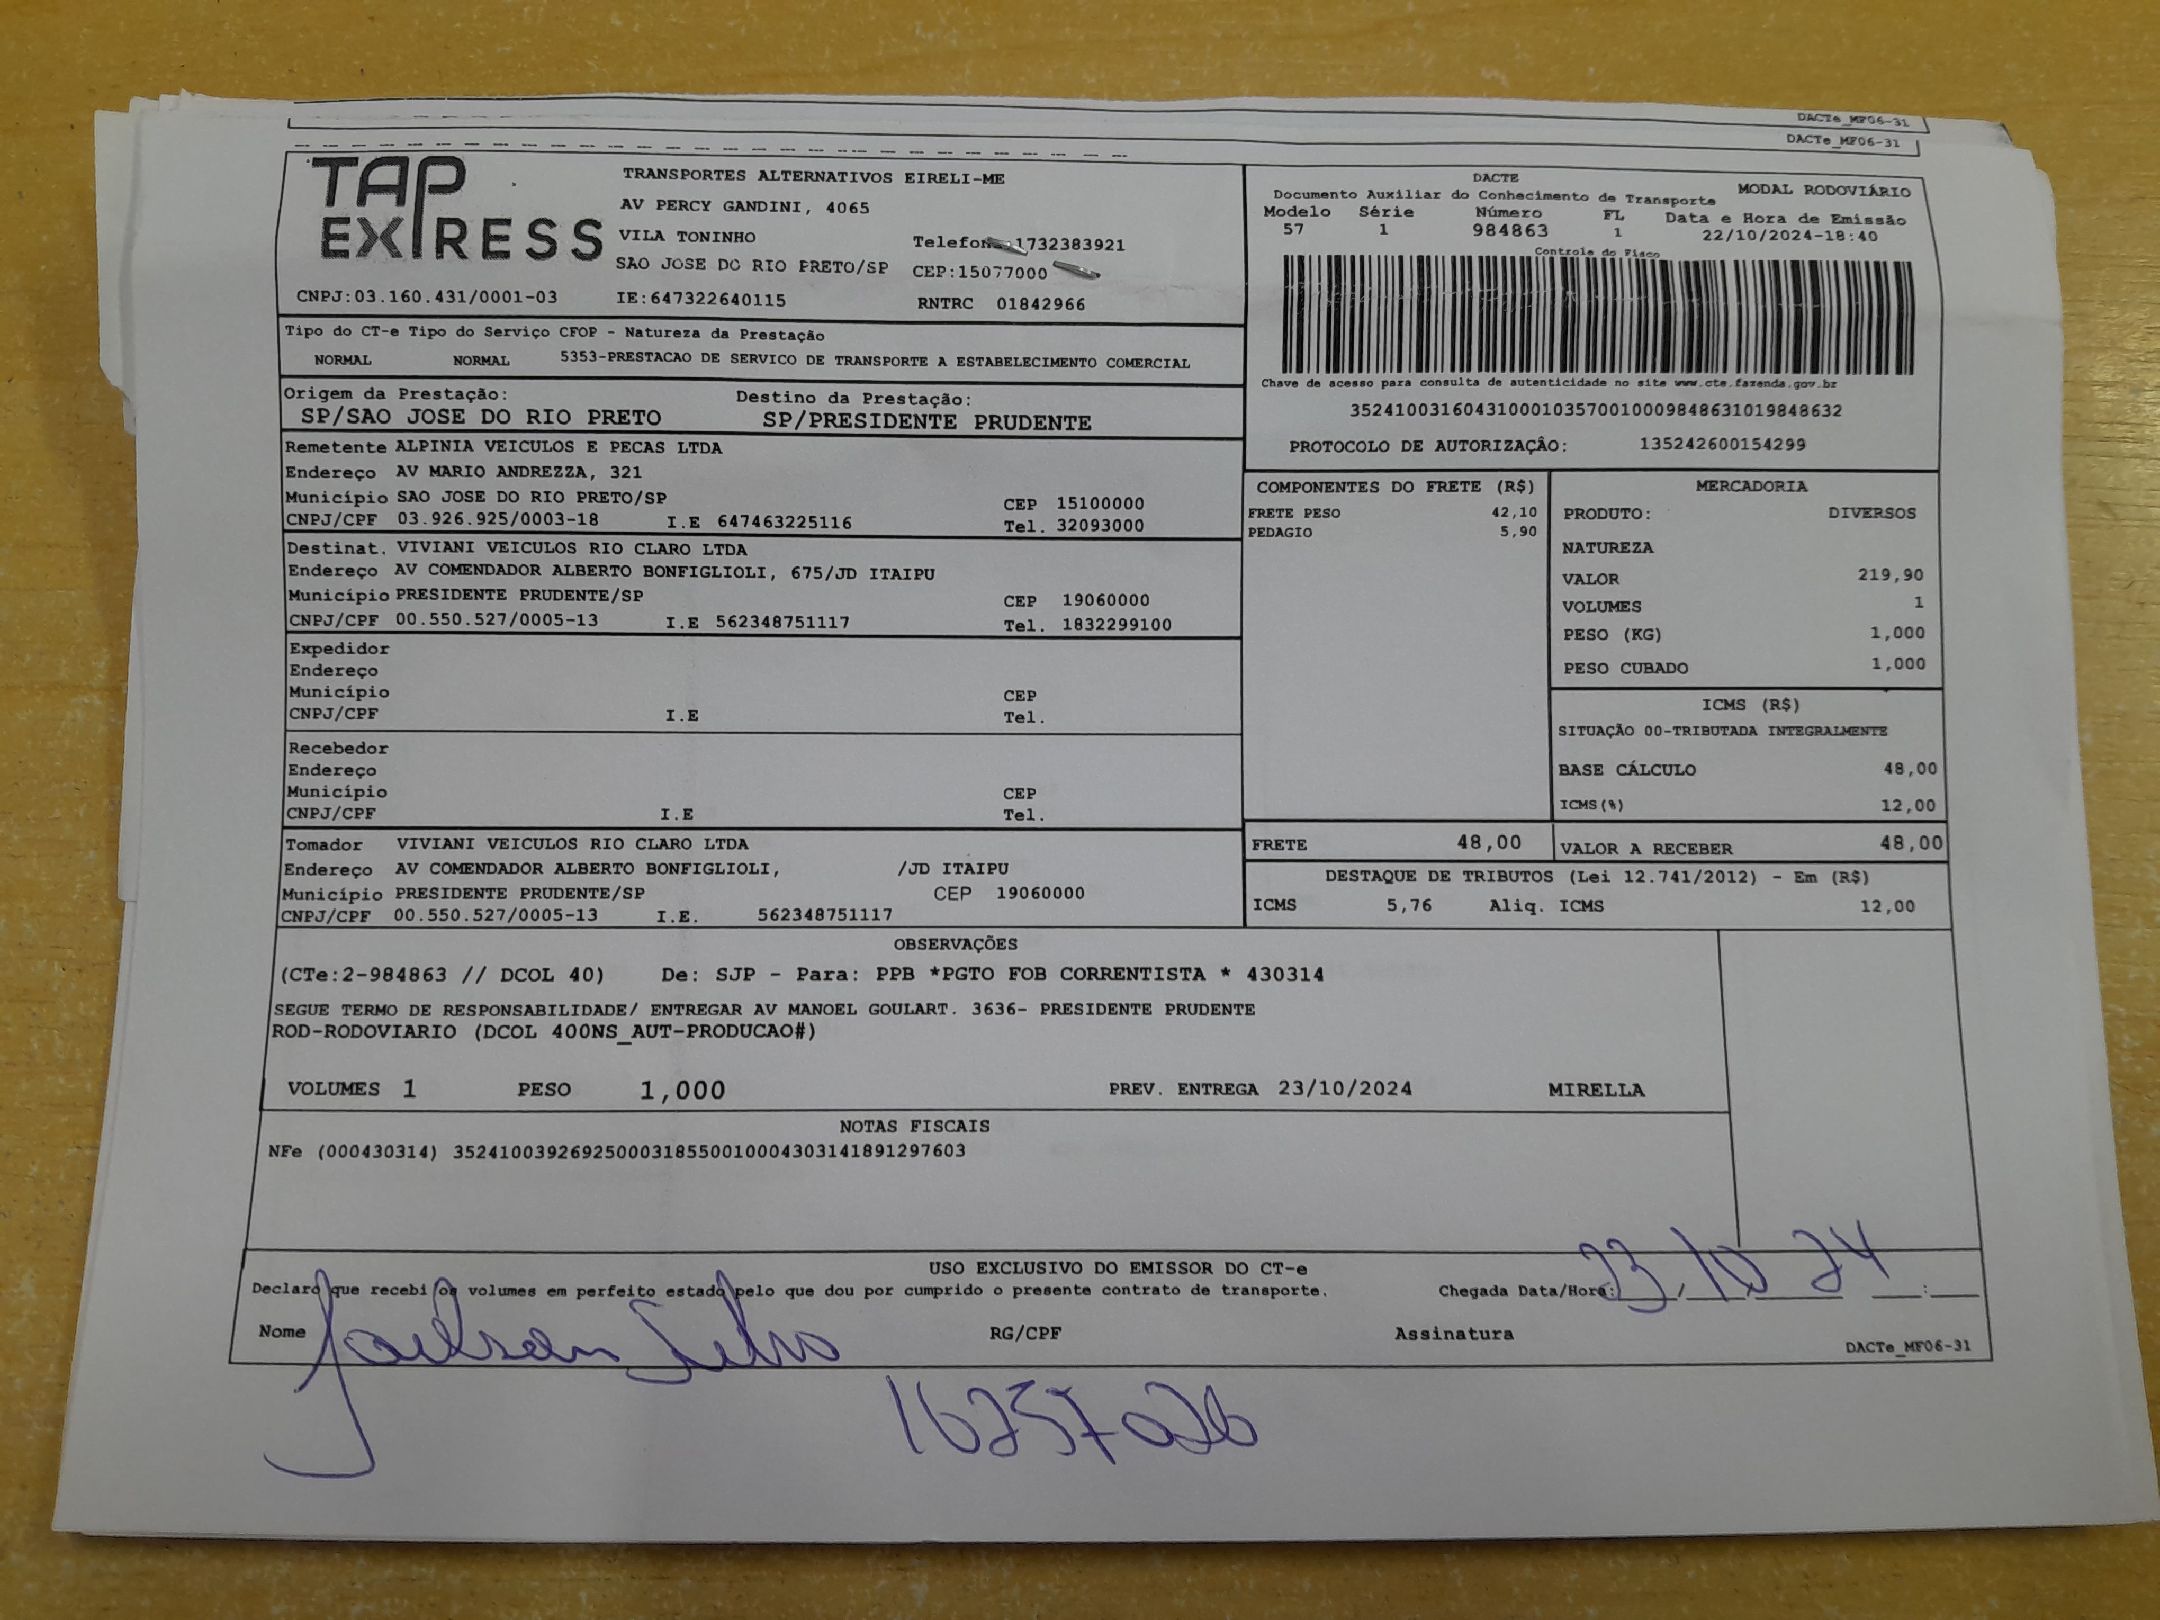 DACTe_MF06-31
DACTe_MF06-31
TAP EXPRESS
TRANSPORTES ALTERNATIVOS EIRELI-ME
AV PERCY GANDINI, 4065
VILA TONINHO
Telefone 1732383921
SAO JOSE DO RIO PRETO/SP CEP:15077000
CNPJ:03.160.431/0001-03 IE:647322640115 RNTRC 01842966
DACTE
Documento Auxiliar do Conhecimento de Transporte MODAL RODOVIÁRIO
Modelo Série Número FL Data e Hora de Emissão
57 1 984863 1 22/10/2024-18:40
Controle do Fisco
Chave de acesso para consulta de autenticidade no site www.cte.fazenda.gov.br
35241003160431000103570010009848631019848632
PROTOCOLO DE AUTORIZAÇÂO: 135242600154299
Tipo do CT-e Tipo do Serviço CFOP - Natureza da Prestação
NORMAL NORMAL 5353-PRESTACAO DE SERVICO DE TRANSPORTE A ESTABELECIMENTO COMERCIAL
Origem da Prestação: Destino da Prestação:
SP/SAO JOSE DO RIO PRETO SP/PRESIDENTE PRUDENTE
Remetente ALPINIA VEICULOS E PECAS LTDA
Endereço AV MARIO ANDREZZA, 321
Município SAO JOSE DO RIO PRETO/SP CEP 15100000
CNPJ/CPF 03.926.925/0003-18 I.E 647463225116 Tel. 32093000
Destinat. VIVIANI VEICULOS RIO CLARO LTDA
Endereço AV COMENDADOR ALBERTO BONFIGLIOLI, 675/JD ITAIPU
Município PRESIDENTE PRUDENTE/SP CEP 19060000
CNPJ/CPF 00.550.527/0005-13 I.E 562348751117 Tel. 1832299100
Expedidor
Endereço
Município CEP
CNPJ/CPF I.E Tel.
Recebedor
Endereço
Município CEP
CNPJ/CPF I.E Tel.
Tomador VIVIANI VEICULOS RIO CLARO LTDA
Endereço AV COMENDADOR ALBERTO BONFIGLIOLI, /JD ITAIPU
Município PRESIDENTE PRUDENTE/SP CEP 19060000
CNPJ/CPF 00.550.527/0005-13 I.E. 562348751117
COMPONENTES DO FRETE (R$)
FRETE PESO 42,10
PEDAGIO 5,90
MERCADORIA
PRODUTO: DIVERSOS
NATUREZA
VALOR 219,90
VOLUMES 1
PESO (KG) 1,000
PESO CUBADO 1,000
ICMS (R$)
SITUAÇÃO 00-TRIBUTADA INTEGRALMENTE
BASE CÁLCULO 48,00
ICMS(%) 12,00
FRETE 48,00 VALOR A RECEBER 48,00
DESTAQUE DE TRIBUTOS (Lei 12.741/2012) - Em (R$)
ICMS 5,76 Aliq. ICMS 12,00
OBSERVAÇÕES
(CTe:2-984863 // DCOL 40) De: SJP - Para: PPB *PGTO FOB CORRENTISTA * 430314
SEGUE TERMO DE RESPONSABILIDADE/ ENTREGAR AV MANOEL GOULART. 3636- PRESIDENTE PRUDENTE
ROD-RODOVIARIO (DCOL 400NS_AUT-PRODUCAO#)
VOLUMES 1 PESO 1,000 PREV. ENTREGA 23/10/2024 MIRELLA
NOTAS FISCAIS
NFe (000430314) 35241003926925000318550010004303141891297603
USO EXCLUSIVO DO EMISSOR DO CT-e
Declaro que recebi os volumes em perfeito estado pelo que dou por cumprido o presente contrato de transporte. Chegada Data/Hora: 23/10 24
Nome RG/CPF Assinatura
DACTe_MF06-31
16257026